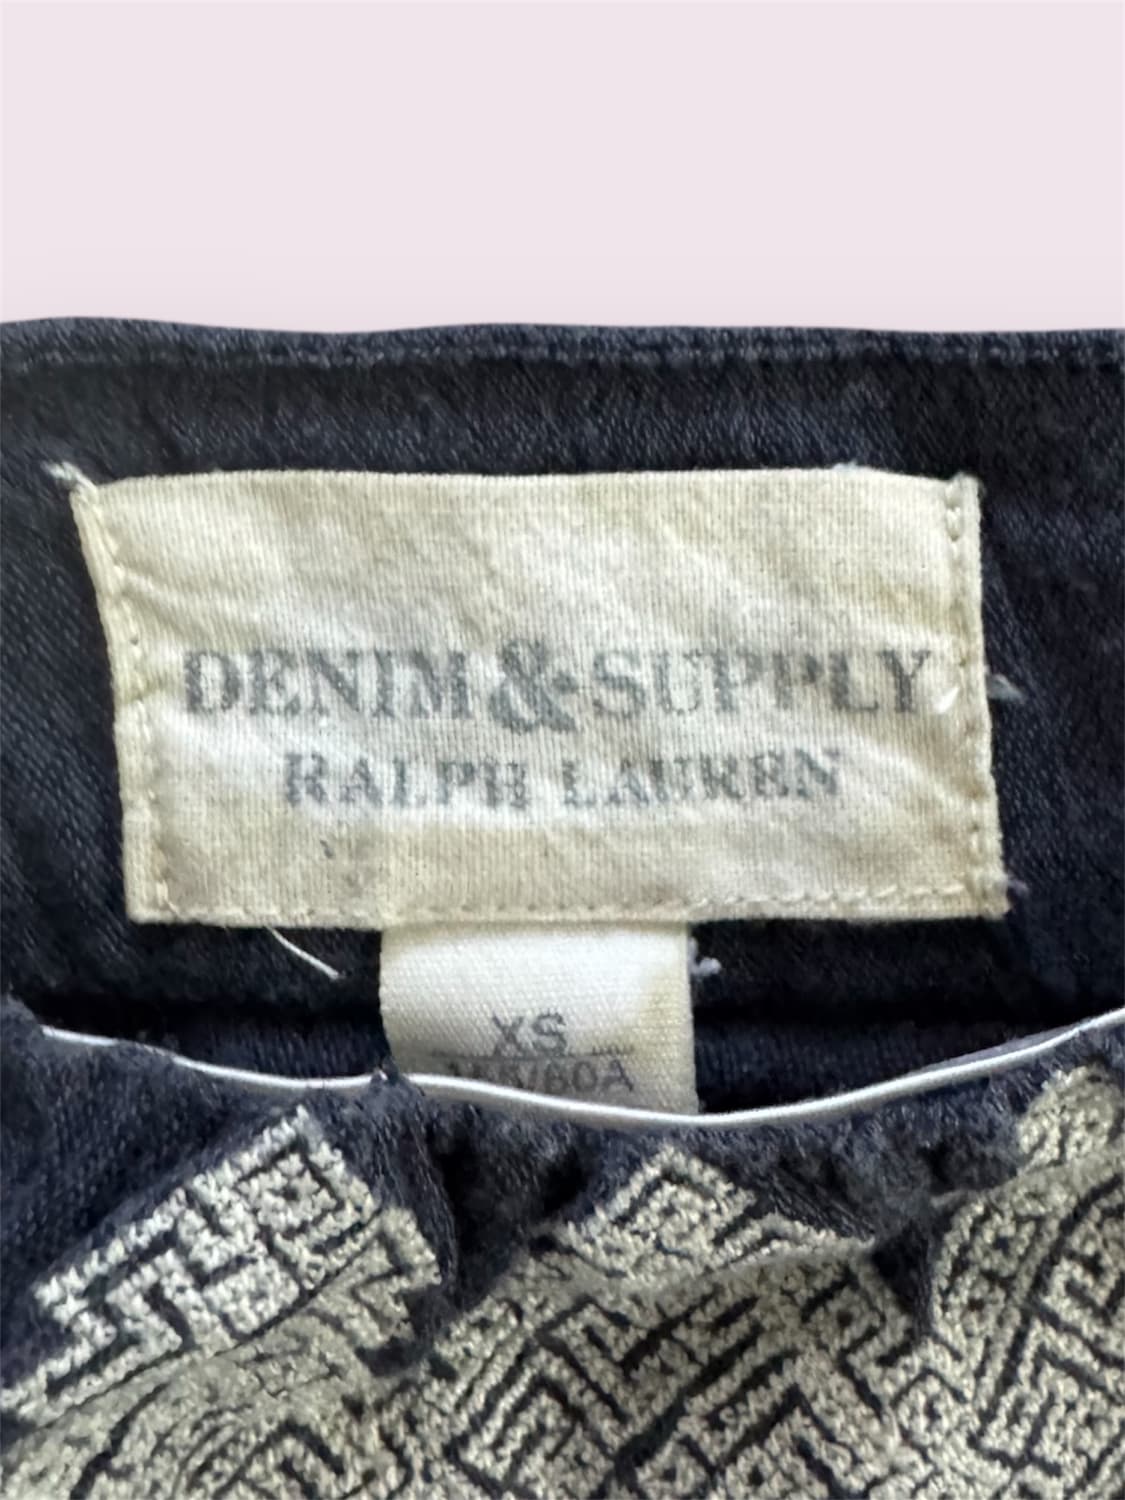 DENIM & SUPPLY
RALPH LAUREN
XS